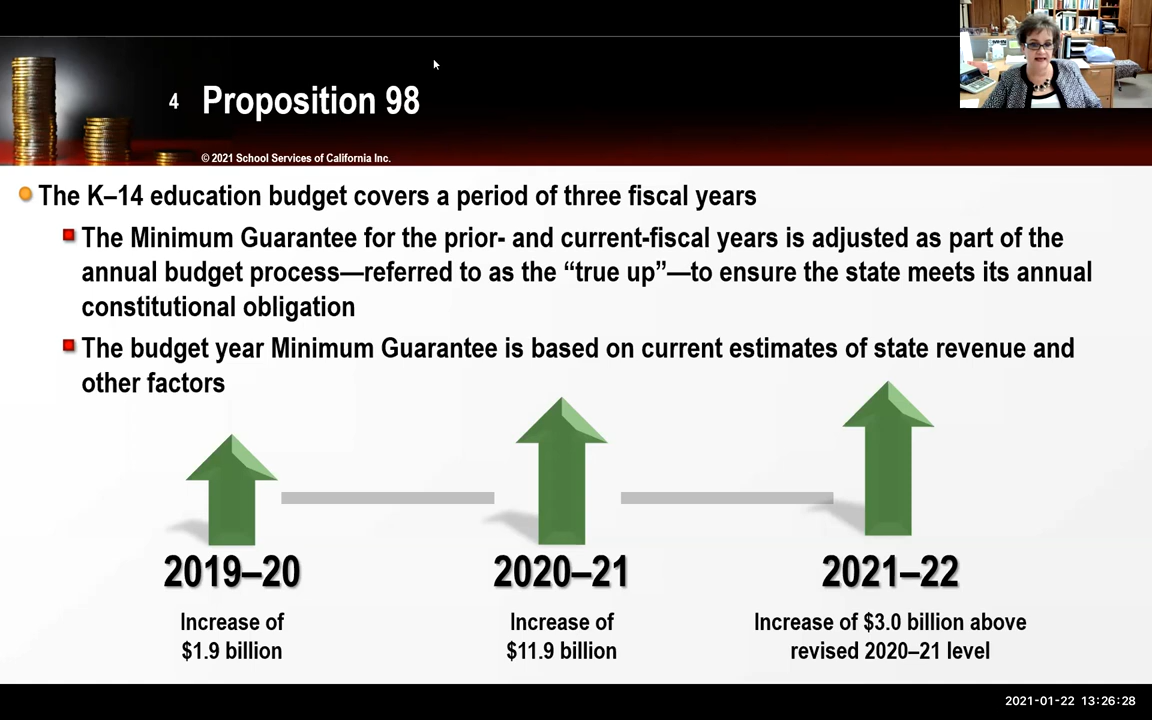 4 Proposition 98
© 2021 School Services of California Inc.
The K–14 education budget covers a period of three fiscal years
The Minimum Guarantee for the prior- and current-fiscal years is adjusted as part of the
annual budget process—referred to as the “true up”—to ensure the state meets its annual
constitutional obligation
The budget year Minimum Guarantee is based on current estimates of state revenue and
other factors
2019–20
Increase of
$1.9 billion
2020–21
Increase of
$11.9 billion
2021–22
Increase of $3.0 billion above
revised 2020–21 level
2021-01-22 13:26:28